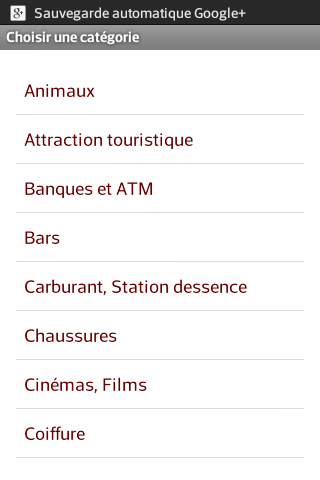 Sauvegarde automatique Google+
Choisir une catégorie
Animaux
Attraction touristique
Banques et ATM
Bars
Carburant, Station dessence
Chaussures
Cinémas, Films
Coiffure